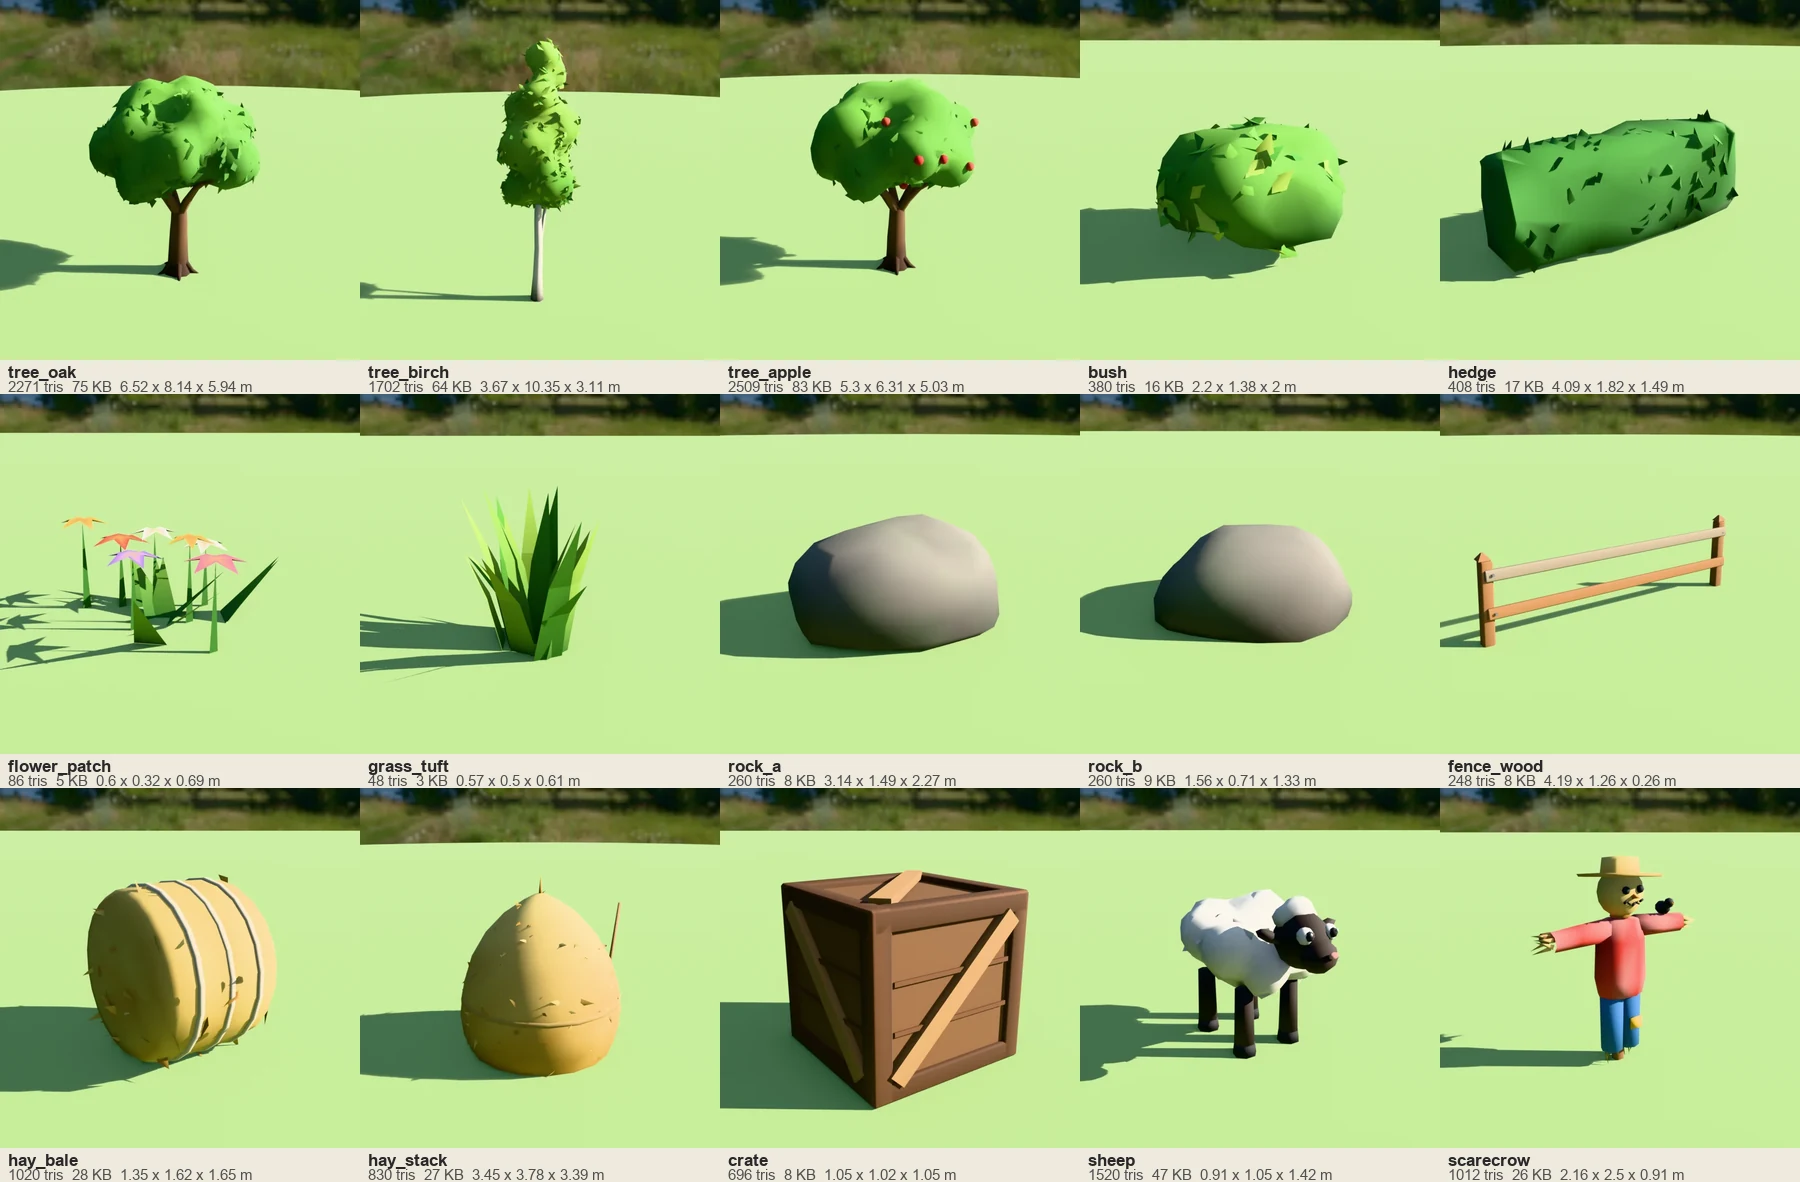 tree_oak
2271 tris 75 KB 6.52 x 8.14 x 5.94 m
tree_birch
1702 tris 64 KB 3.67 x 10.35 x 3.11 m
tree_apple
2509 tris 83 KB 5.3 x 6.31 x 5.03 m
bush
380 tris 16 KB 2.2 x 1.38 x 2 m
hedge
408 tris 17 KB 4.09 x 1.82 x 1.49 m
flower_patch
86 tris 5 KB 0.6 x 0.32 x 0.69 m
grass_tuft
48 tris 3 KB 0.57 x 0.5 x 0.61 m
rock_a
260 tris 8 KB 3.14 x 1.49 x 2.27 m
rock_b
260 tris 9 KB 1.56 x 0.71 x 1.33 m
fence_wood
248 tris 8 KB 4.19 x 1.26 x 0.26 m
hay_bale
1020 tris 28 KB 1.35 x 1.62 x 1.65 m
hay_stack
830 tris 27 KB 3.45 x 3.78 x 3.39 m
crate
696 tris 8 KB 1.05 x 1.02 x 1.05 m
sheep
1520 tris 47 KB 0.91 x 1.05 x 1.42 m
scarecrow
1012 tris 26 KB 2.16 x 2.5 x 0.91 m